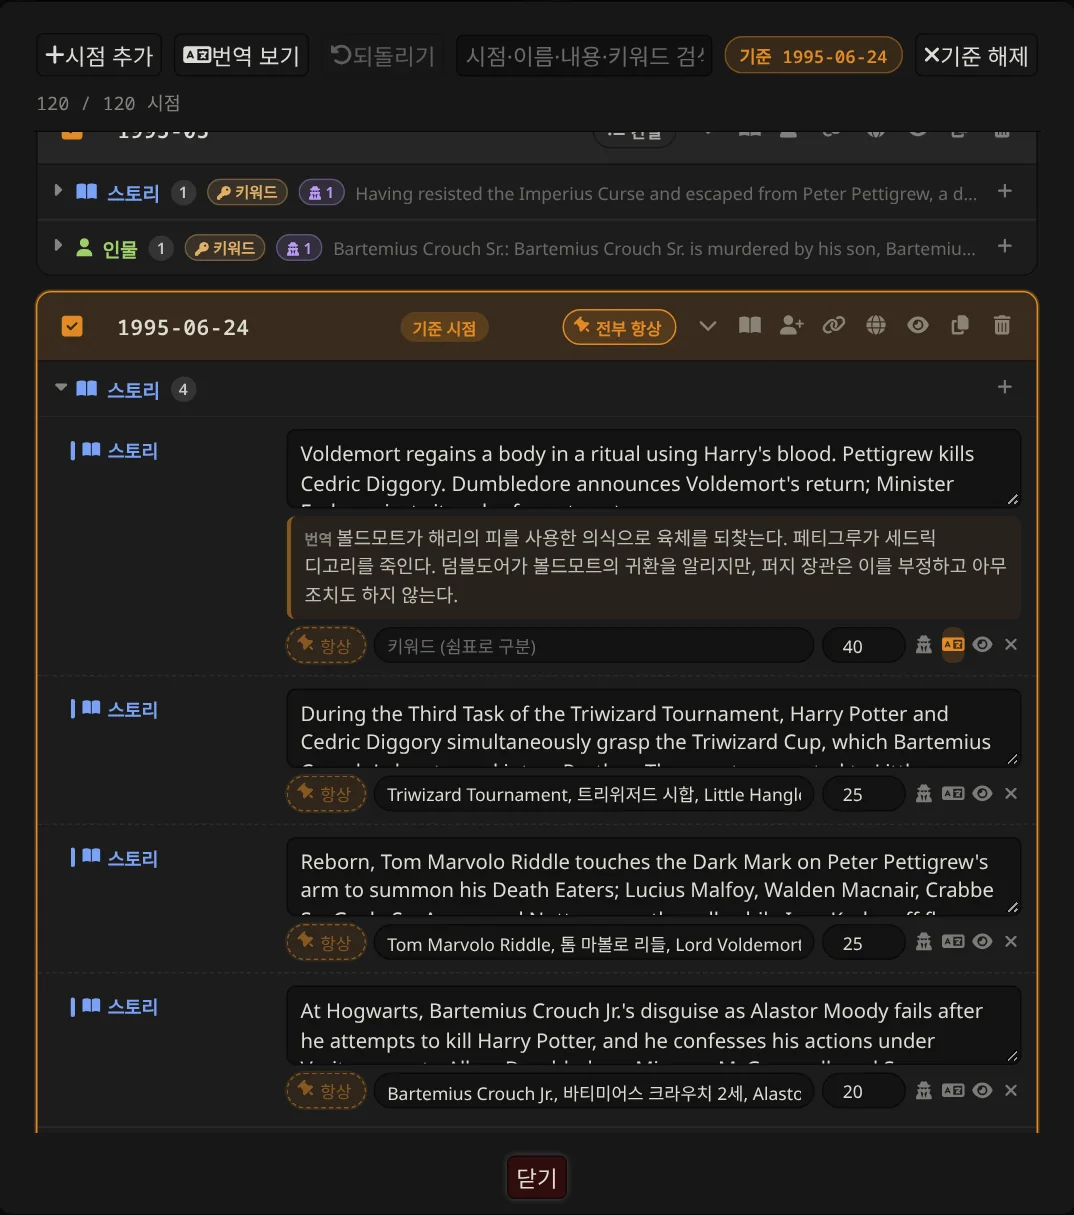 시점 추가 번역 보기 되돌리기 시점·이름·내용·키워드 검색 기준 1995-06-24 기준 해제
120 / 120 시점
스토리 1 키워드 1 Having resisted the Imperius Curse and escaped from Peter Pettigrew, a d…
인물 1 키워드 1 Bartemius Crouch Sr.: Bartemius Crouch Sr. is murdered by his son, Bartemiu…
1995-06-24 기준 시점 전부 항상
스토리 4
스토리
Voldemort regains a body in a ritual using Harry's blood. Pettigrew kills
Cedric Diggory. Dumbledore announces Voldemort's return; Minister
번역 볼드모트가 해리의 피를 사용한 의식으로 육체를 되찾는다. 페티그루가 세드릭
디고리를 죽인다. 덤블도어가 볼드모트의 귀환을 알리지만, 퍼지 장관은 이를 부정하고 아무
조치도 하지 않는다.
항상 키워드 (쉼표로 구분) 40
스토리
During the Third Task of the Triwizard Tournament, Harry Potter and
Cedric Diggory simultaneously grasp the Triwizard Cup, which Bartemius
항상 Triwizard Tournament, 트리위저드 시합, Little Hangl
25
스토리
Reborn, Tom Marvolo Riddle touches the Dark Mark on Peter Pettigrew's
arm to summon his Death Eaters; Lucius Malfoy, Walden Macnair, Crabbe
항상 Tom Marvolo Riddle, 톰 마볼로 리들, Lord Voldemort
25
스토리
At Hogwarts, Bartemius Crouch Jr.'s disguise as Alastor Moody fails after
he attempts to kill Harry Potter, and he confesses his actions under
항상 Bartemius Crouch Jr., 바티미어스 크라우치 2세, Alasto
20
닫기